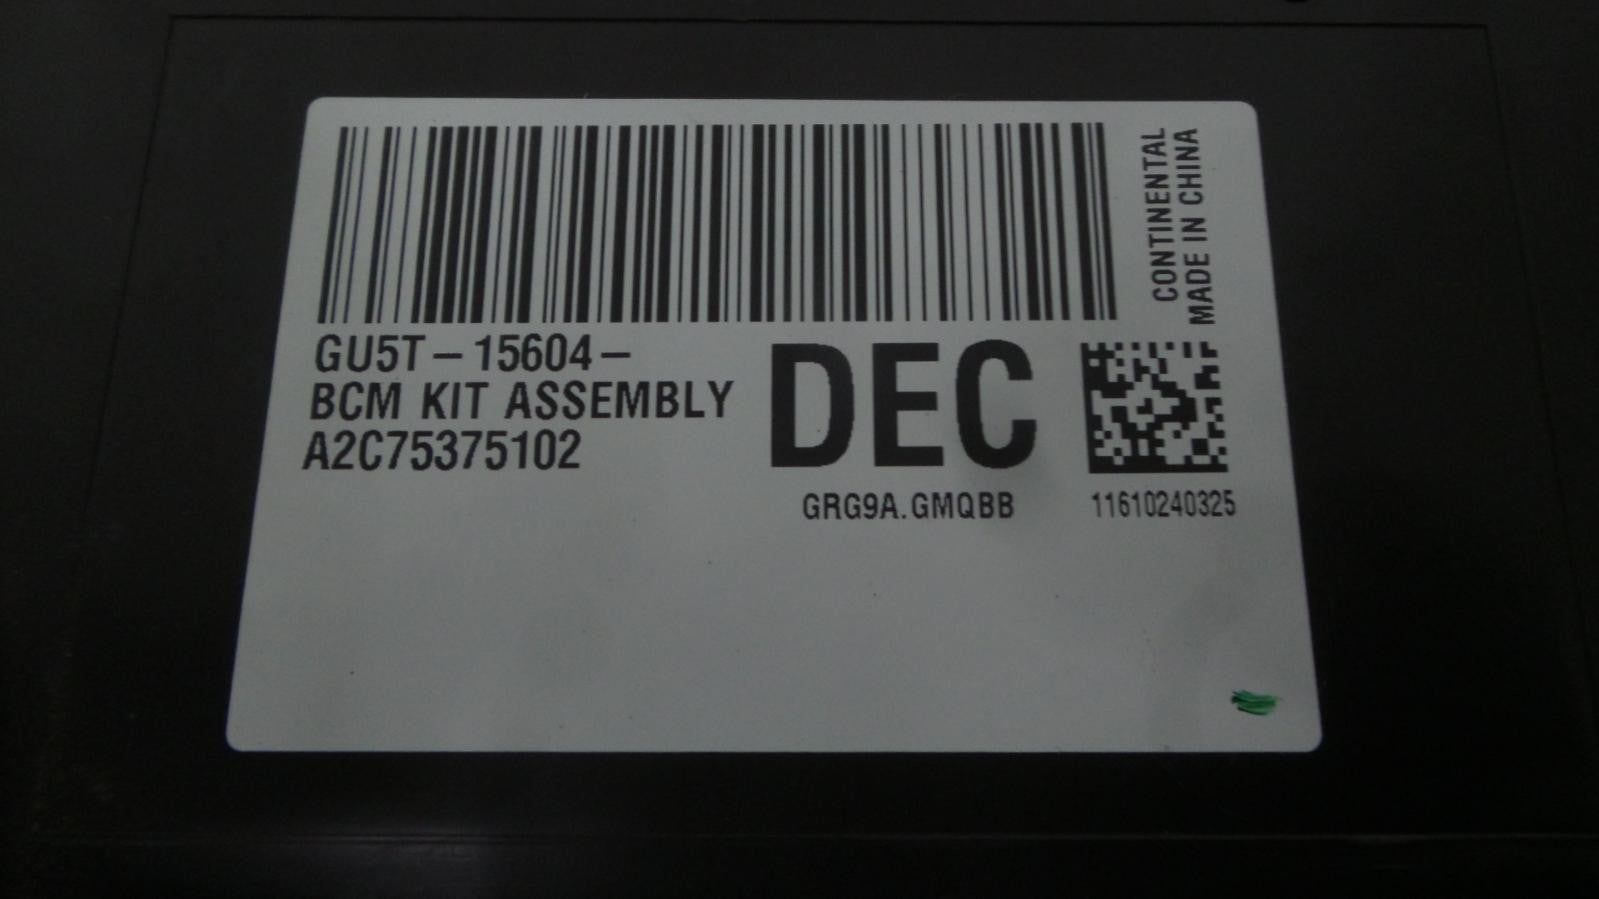 CONTINENTAL
MADE IN CHINA
GU5T-15604-
BCM KIT ASSEMBLY
A2C75375102
DEC
GRG9A.GMQBB
11610240325